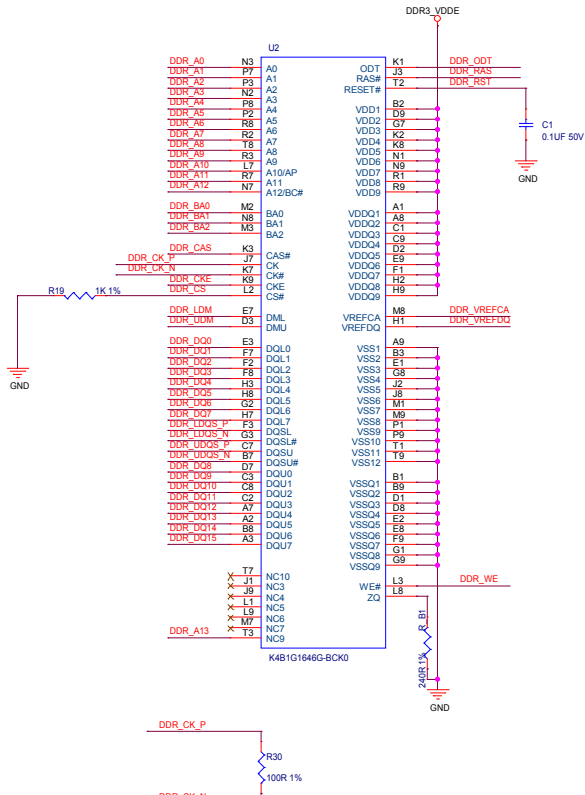 DDR3_VDDE
U2
DDR_A0 N3 A0
DDR_A1 P7 A1
DDR_A2 P3 A2
DDR_A3 N2 A3
DDR_A4 P8 A4
DDR_A5 P2 A5
DDR_A6 R8 A6
DDR_A7 R2 A7
DDR_A8 T8 A8
DDR_A9 R3 A9
DDR_A10 L7 A10/AP
DDR_A11 R7 A11
DDR_A12 N7 A12/BC#
DDR_BA0 M2 BA0
DDR_BA1 N8 BA1
DDR_BA2 M3 BA2
DDR_CAS K3 CAS#
DDR_CK_P J7 CK
DDR_CK_N K7 CK#
DDR_CKE K9 CKE
DDR_CS L2 CS#
R19 1K 1%
GND
DDR_LDM E7 DML
DDR_UDM D3 DMU
DDR_DQ0 E3 DQL0
DDR_DQ1 F7 DQL1
DDR_DQ2 F2 DQL2
DDR_DQ3 F8 DQL3
DDR_DQ4 H3 DQL4
DDR_DQ5 H8 DQL5
DDR_DQ6 G2 DQL6
DDR_DQ7 H7 DQL7
DDR_LDQS_P F3 DQSL
DDR_LDQS_N G3 DQSL#
DDR_UDQS_P C7 DQSU
DDR_UDQS_N B7 DQSU#
DDR_DQ8 D7 DQU0
DDR_DQ9 C3 DQU1
DDR_DQ10 C8 DQU2
DDR_DQ11 C2 DQU3
DDR_DQ12 A7 DQU4
DDR_DQ13 A2 DQU5
DDR_DQ14 B8 DQU6
DDR_DQ15 A3 DQU7
T7 NC10
J1 NC3
J9 NC4
L1 NC5
L9 NC6
M7 NC7
DDR_A13 T3 NC9
ODT K1 DDR_ODT
RAS# J3 DDR_RAS
RESET# T2 DDR_RST
VDD1 B2
VDD2 D9
VDD3 G7
VDD4 K2
VDD5 K8
VDD6 N1
VDD7 N9
VDD8 R1
VDD9 R9
C1
0.1UF 50V
GND
VDDQ1 A1
VDDQ2 A8
VDDQ3 C1
VDDQ4 C9
VDDQ5 D2
VDDQ6 E9
VDDQ7 F1
VDDQ8 H2
VDDQ9 H9
VREFCA M8 DDR_VREFCA
VREFDQ H1 DDR_VREFDQ
VSS1 A9
VSS2 B3
VSS3 E1
VSS4 G8
VSS5 J2
VSS6 J8
VSS7 M1
VSS8 M9
VSS9 P1
VSS10 P9
VSS11 T1
VSS12 T9
VSSQ1 B1
VSSQ2 B9
VSSQ3 D1
VSSQ4 D8
VSSQ5 E2
VSSQ6 E8
VSSQ7 F9
VSSQ8 G1
VSSQ9 G9
WE# L3 DDR_WE
ZQ L8
R_B1
240R 1%
GND
K4B1G1646G-BCK0
DDR_CK_P
R30
100R 1%
DDR_CK_N